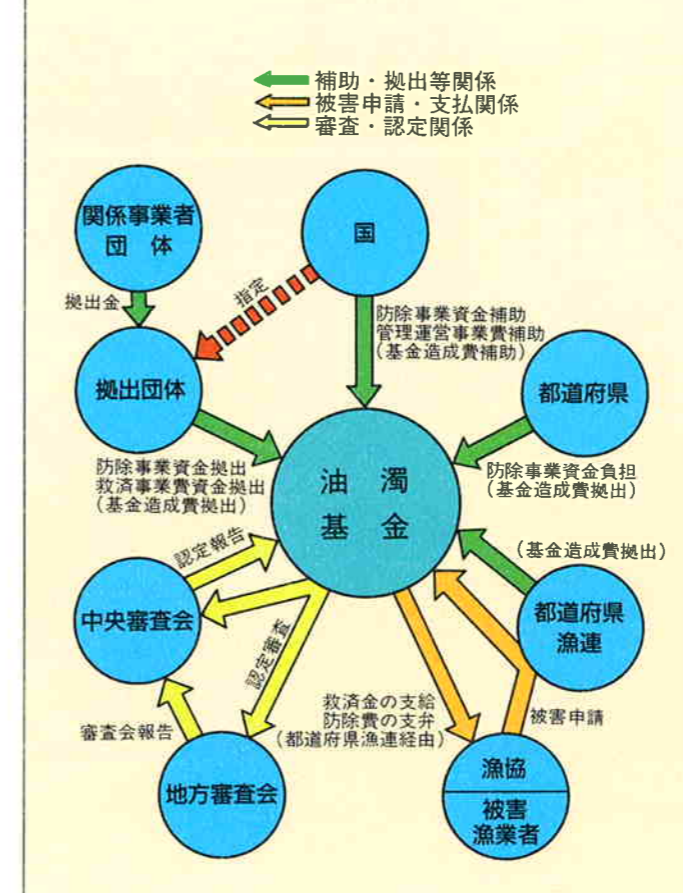 補助・拠出等関係
被害申請・支払関係
審査・認定関係
関係事業者
団 体
国
拠出金
指定
防除事業資金補助
管理運営事業費補助
(基金造成費補助)
拠出団体
都道府県
防除事業資金拠出
救済事業費資金拠出
(基金造成費拠出)
油 濁
基 金
防除事業資金負担
(基金造成費拠出)
認定報告
(基金造成費拠出)
中央審査会
都道府県
漁連
認定審査
審査会報告
救済金の支給
防除費の支弁
(都道府県漁連経由)
被害申請
地方審査会
漁協
被害
漁業者